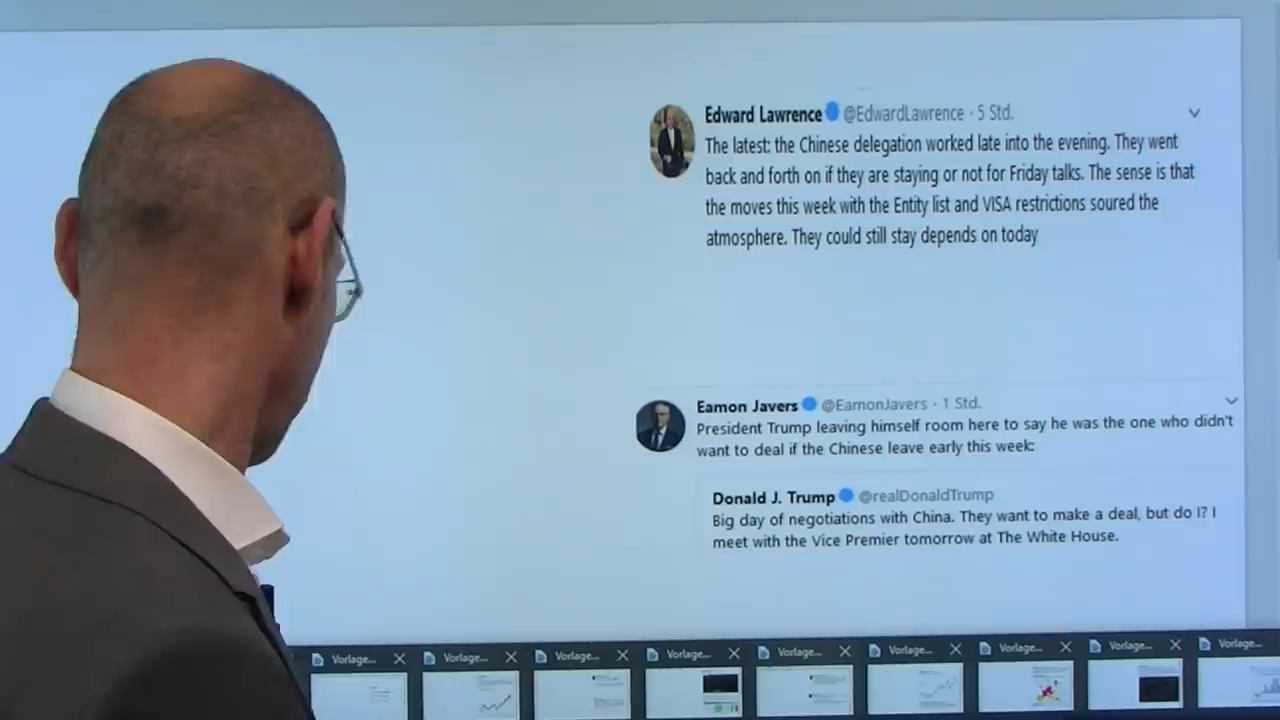 Edward Lawrence @EdwardLawrence · 5 Std.
The latest: the Chinese delegation worked late into the evening. They went
back and forth on if they are staying or not for Friday talks. The sense is that
the moves this week with the Entity list and VISA restrictions soured the
atmosphere. They could still stay depends on today
Eamon Javers @EamonJavers · 1 Std.
President Trump leaving himself room here to say he was the one who didn't
want to deal if the Chinese leave early this week:
Donald J. Trump @realDonaldTrump
Big day of negotiations with China. They want to make a deal, but do I? I
meet with the Vice Premier tomorrow at The White House.
Vorlage... Vorlage... Vorlage... Vorlage... Vorlage... Vorlage... Vorlage... Vorlage... Vorlage...